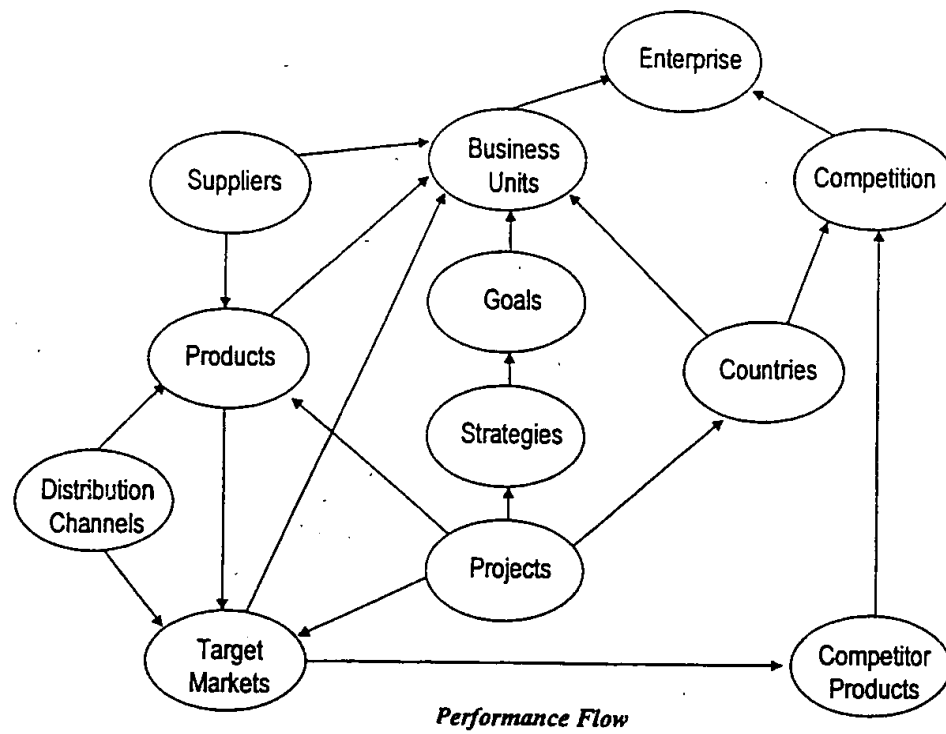 Enterprise
Business
Units
Suppliers
Competition
Goals
Products
Countries
Strategies
Distribution
Channels
Projects
Target
Markets
Competitor
Products
Performance Flow